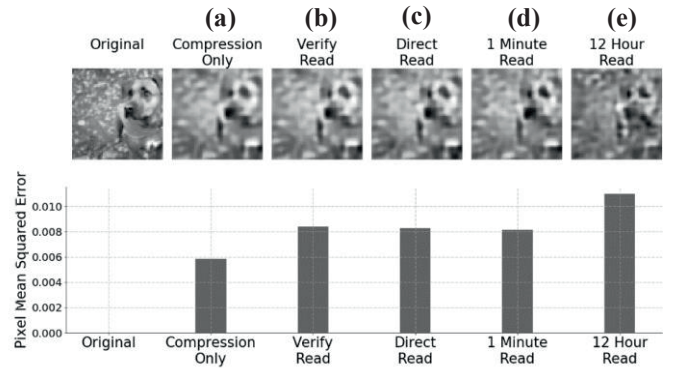 (a) (b) (c) (d) (e)
Original Compression Only Verify Read Direct Read 1 Minute Read 12 Hour Read
Pixel Mean Squared Error
0.010
0.008
0.006
0.004
0.002
0.000
Original Compression Only Verify Read Direct Read 1 Minute Read 12 Hour Read